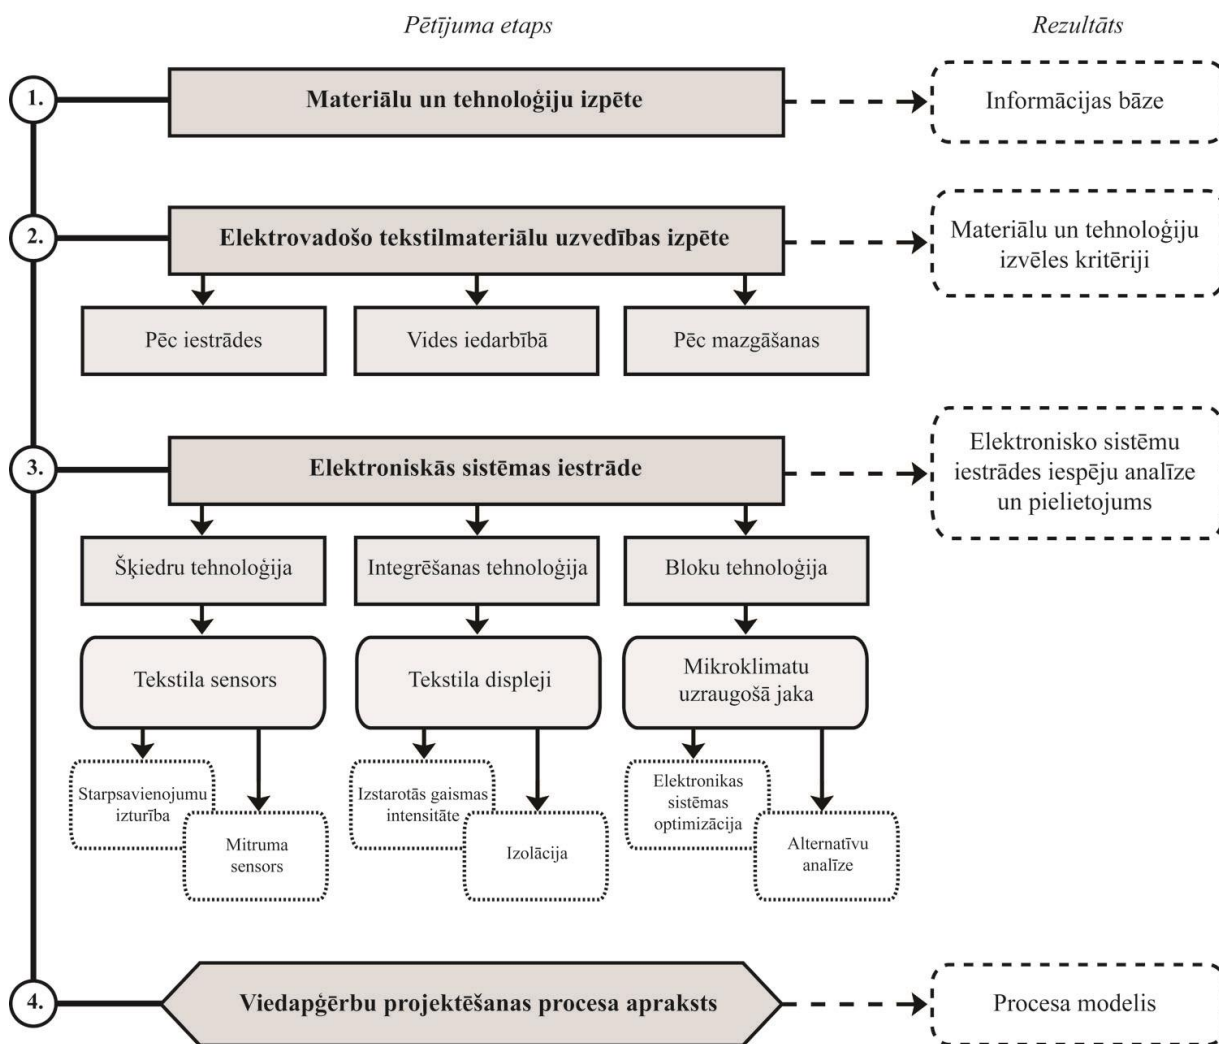 Pētījuma etaps
Rezultāts
1.
Materiālu un tehnoloģiju izpēte
Informācijas bāze
2.
Elektrovadošo tekstilmateriālu uzvedības izpēte
Materiālu un tehnoloģiju
izvēles kritēriji
Pēc iestrādes
Vides iedarbībā
Pēc mazgāšanas
3.
Elektroniskās sistēmas iestrāde
Elektronisko sistēmu
iestrādes iespēju analīze
un pielietojums
Šķiedru tehnoloģija
Integrēšanas tehnoloģija
Bloku tehnoloģija
Tekstila sensors
Tekstila displeji
Mikroklimatu
uzraugošā jaka
Starpsavienojumu
izturība
Mitruma
sensors
Izstarotās gaismas
intensitāte
Izolācija
Elektronikas
sistēmas
optimizācija
Alternatīvu
analīze
4.
Viedapģērbu projektēšanas procesa apraksts
Procesa modelis